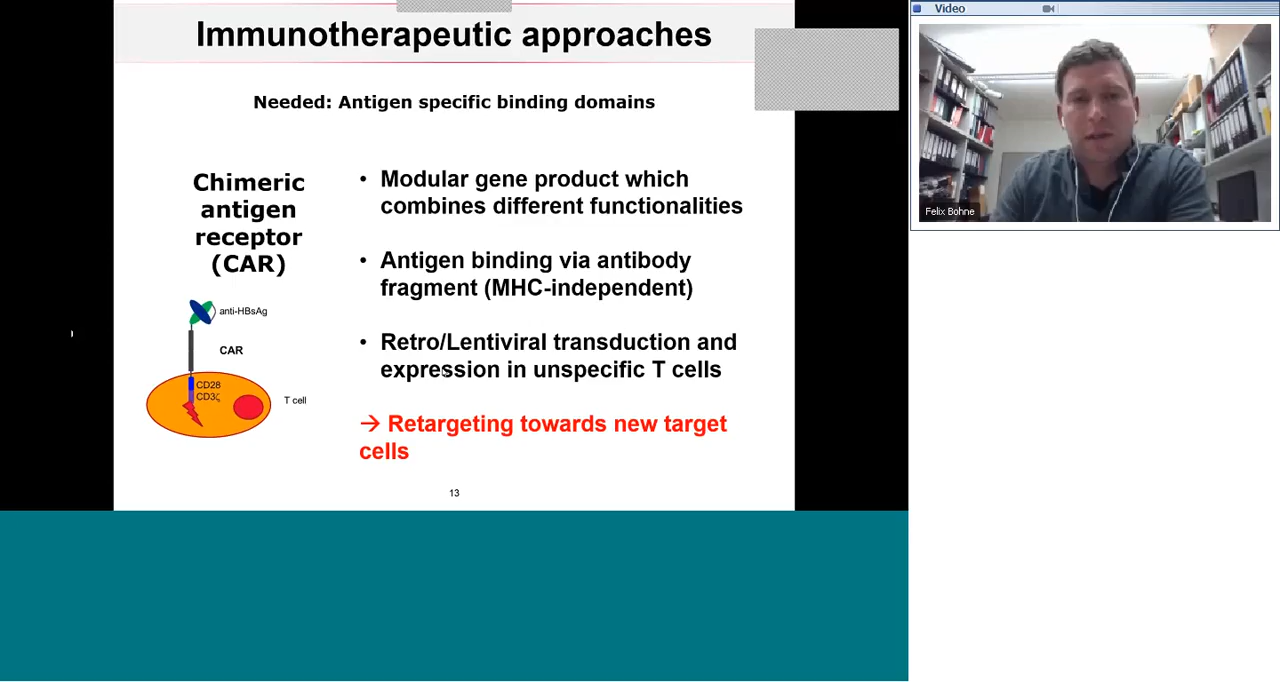 Immunotherapeutic approaches
Needed: Antigen specific binding domains
Chimeric
antigen
receptor
(CAR)
anti-HBsAg
CAR
CD28
CD3ζ
T cell
• Modular gene product which
combines different functionalities
• Antigen binding via antibody
fragment (MHC-independent)
• Retro/Lentiviral transduction and
expression in unspecific T cells
→ Retargeting towards new target
cells
13
Video
Felix Bohne